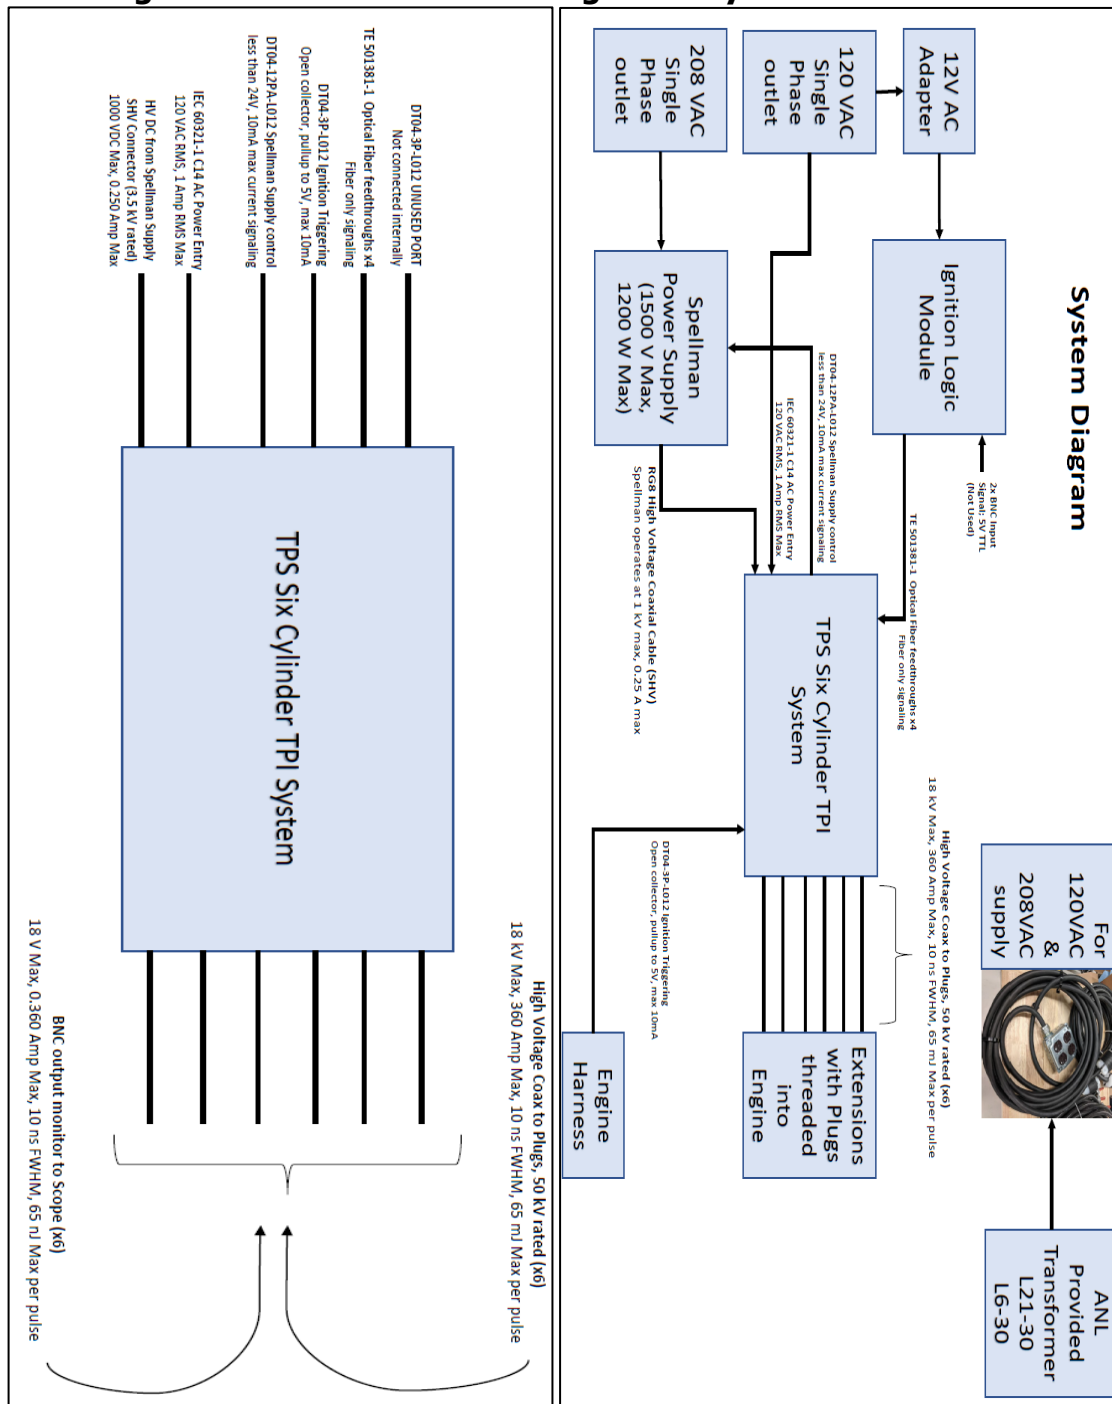 System Diagram
12V AC
Adapter
120 VAC
Single
Phase
outlet
208 VAC
Single
Phase
outlet
Ignition Logic
Module
2x BNC Input
Signal; 5V TTL
(Not Used)
Spellman
Power Supply
(1500 V Max,
1200 W Max)
DT04-12PA-L012 Spellman Supply control
less than 24V, 10mA max current signaling
IEC 60321-1 C14 AC Power Entry
120 VAC RMS, 1 Amp RMS Max
TE 501381-1 Optical Fiber feedthroughs x4
Fiber only signaling
RG8 High Voltage Coaxial Cable (SHV)
Spellman operates at 1 kV max, 0.25 A max
TPS Six Cylinder TPI
System
High Voltage Coax to Plugs, 50 kV rated (x6)
18 kV Max, 360 Amp Max, 10 ns FWHM, 65 mJ Max per pulse
DT04-3P-L012 Ignition Triggering
Open collector, pullup to 5V, max 10mA
For
120VAC
&
208VAC
supply
Extensions
with Plugs
threaded
into
Engine
Engine
Harness
ANL
Provided
Transformer
L21-30
L6-30
DT04-3P-L012 UNUSED PORT
Not connected internally
TE 501381-1 Optical Fiber feedthroughs x4
Fiber only signaling
DT04-3P-L012 Ignition Triggering
Open collector, pullup to 5V, max 10mA
DT04-12PA-L012 Spellman Supply control
less than 24V, 10mA max current signaling
IEC 60321-1 C14 AC Power Entry
120 VAC RMS, 1 Amp RMS Max
HV DC from Spellman Supply
SHV Connector (3.5 kV rated)
1000 VDC Max, 0.250 Amp Max
TPS Six Cylinder TPI System
High Voltage Coax to Plugs, 50 kV rated (x6)
18 kV Max, 360 Amp Max, 10 ns FWHM, 65 mJ Max per pulse
BNC output monitor to Scope (x6)
18 V Max, 0.360 Amp Max, 10 ns FWHM, 65 nJ Max per pulse